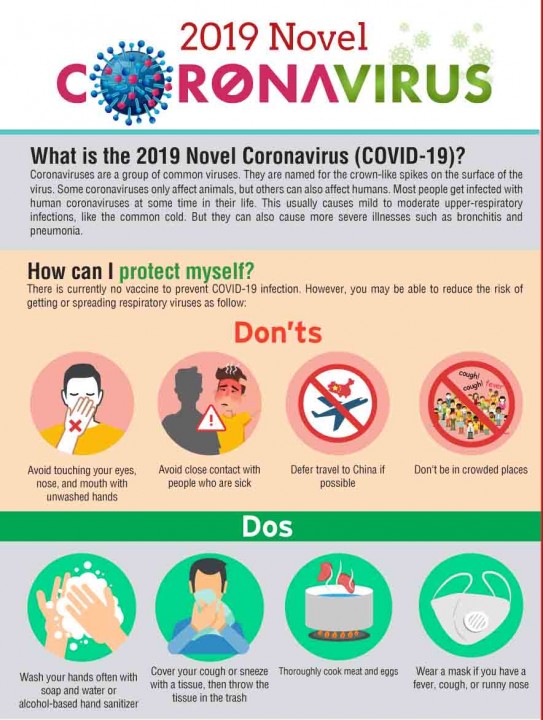 2019 Novel
CORONAVIRUS
What is the 2019 Novel Coronavirus (COVID-19)?
Coronaviruses are a group of common viruses. They are named for the crown-like spikes on the surface of the
virus. Some coronaviruses only affect animals, but others can also affect humans. Most people get infected with
human coronaviruses at some time in their life. This usually causes mild to moderate upper-respiratory
infections, like the common cold. But they can also cause more severe illnesses such as bronchitis and
pneumonia.
How can I protect myself?
There is currently no vaccine to prevent COVID-19 infection. However, you may be able to reduce the risk of
getting or spreading respiratory viruses as follow:
Don'ts
cough!
cough! fever
Avoid touching your eyes,
nose, and mouth with
unwashed hands
Avoid close contact with
people who are sick
Defer travel to China if
possible
Don't be in crowded places
Dos
Wash your hands often with
soap and water or
alcohol-based hand sanitizer
Cover your cough or sneeze
with a tissue, then throw the
tissue in the trash
Thoroughly cook meat and eggs
Wear a mask if you have a
fever, cough, or runny nose